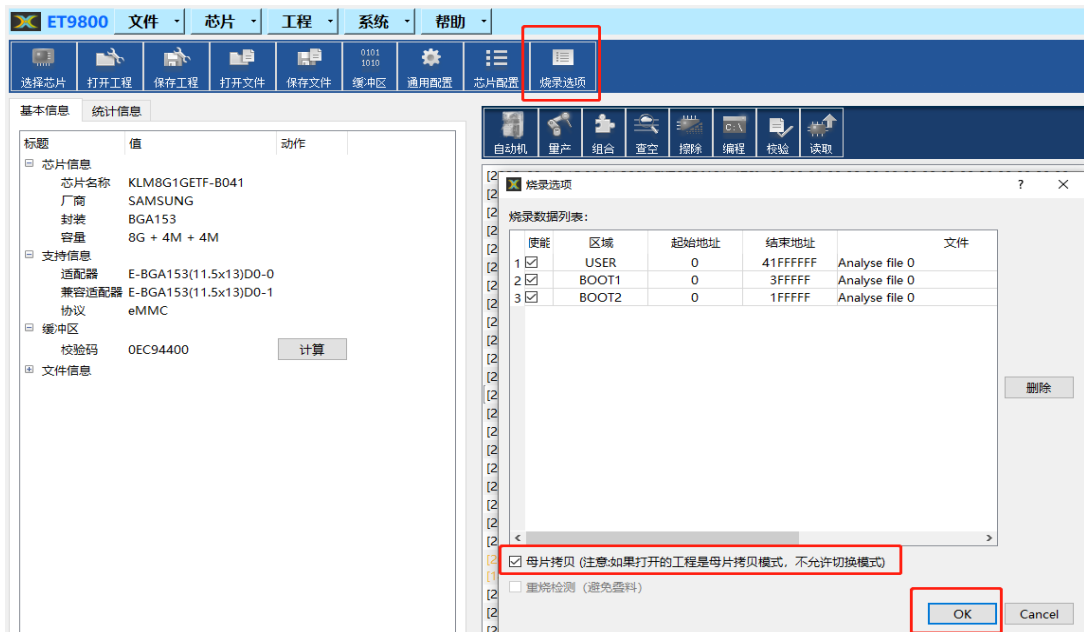 ET9800 文件 芯片 工程 系统 帮助
选择芯片 打开工程 保存工程 打开文件 保存文件 0101 1010 缓冲区 通用配置 芯片配置 烧录选项
基本信息 统计信息
标题 值 动作
芯片信息
芯片名称 KLM8G1GETF-B041
厂商 SAMSUNG
封装 BGA153
容量 8G + 4M + 4M
支持信息
适配器 E-BGA153(11.5x13)D0-0
兼容适配器 E-BGA153(11.5x13)D0-1
协议 eMMC
缓冲区
校验码 0EC94400 计算
文件信息
自动机 量产 组合 查空 擦除 C:\ 编程 校验 读取
烧录选项 ?
烧录数据列表:
使能 区域 起始地址 结束地址 文件
1 USER 0 41FFFFFF Analyse file 0
2 BOOT1 0 3FFFFF Analyse file 0
3 BOOT2 0 1FFFFF Analyse file 0
删除
母片拷贝 (注意:如果打开的工程是母片拷贝模式，不允许切换模式)
重烧检测（避免叠料）
OK Cancel